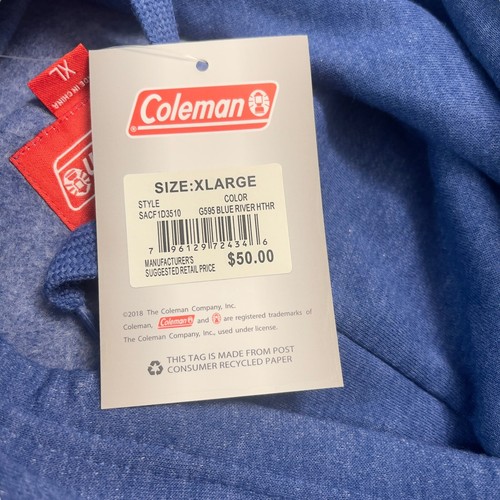 XL
MADE IN CHINA
Coleman
SIZE:XLARGE
STYLE COLOR
SACF1D3510 G595 BLUE RIVER HTHR
7 96129 72434 6
MANUFACTURER'S
SUGGESTED RETAIL PRICE $50.00
©2018 The Coleman Company, Inc.
Coleman, Coleman and are registered trademarks of
The Coleman Company, Inc., used under license.
THIS TAG IS MADE FROM POST
CONSUMER RECYCLED PAPER